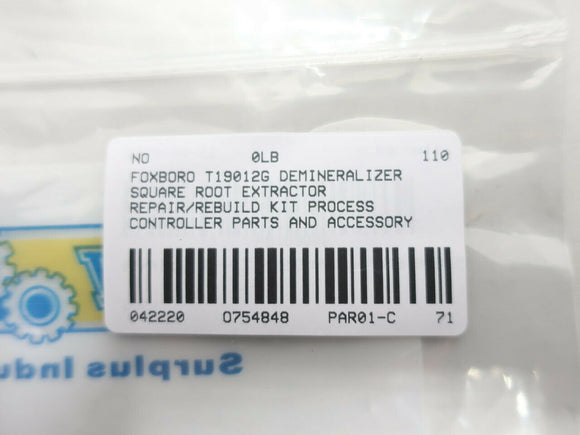 NO 0LB 110
FOXBORO T19012G DEMINERALIZER
SQUARE ROOT EXTRACTOR
REPAIR/REBUILD KIT PROCESS
CONTROLLER PARTS AND ACCESSORY
042220 0754848 PAR01-C 71
Surplus Indu